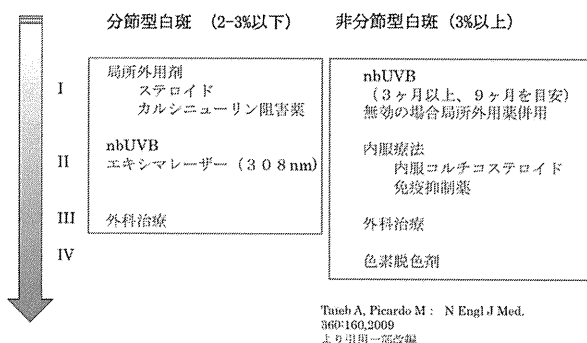 分節型白斑 (2-3%以下)
非分節型白斑 (3%以上)
I
局所外用剤
ステロイド
カルシニューリン阻害薬
II
nbUVB
エキシマレーザー (308nm)
III
外科治療
IV
nbUVB
(3ヶ月以上、9ヶ月を目安)
無効の場合局所外用薬併用
内服療法
内服コルチコステロイド
免疫抑制薬
外科治療
色素脱色剤
Taieb A, Picardo M : N Engl J Med.
360:160,2009
より引用一部改編